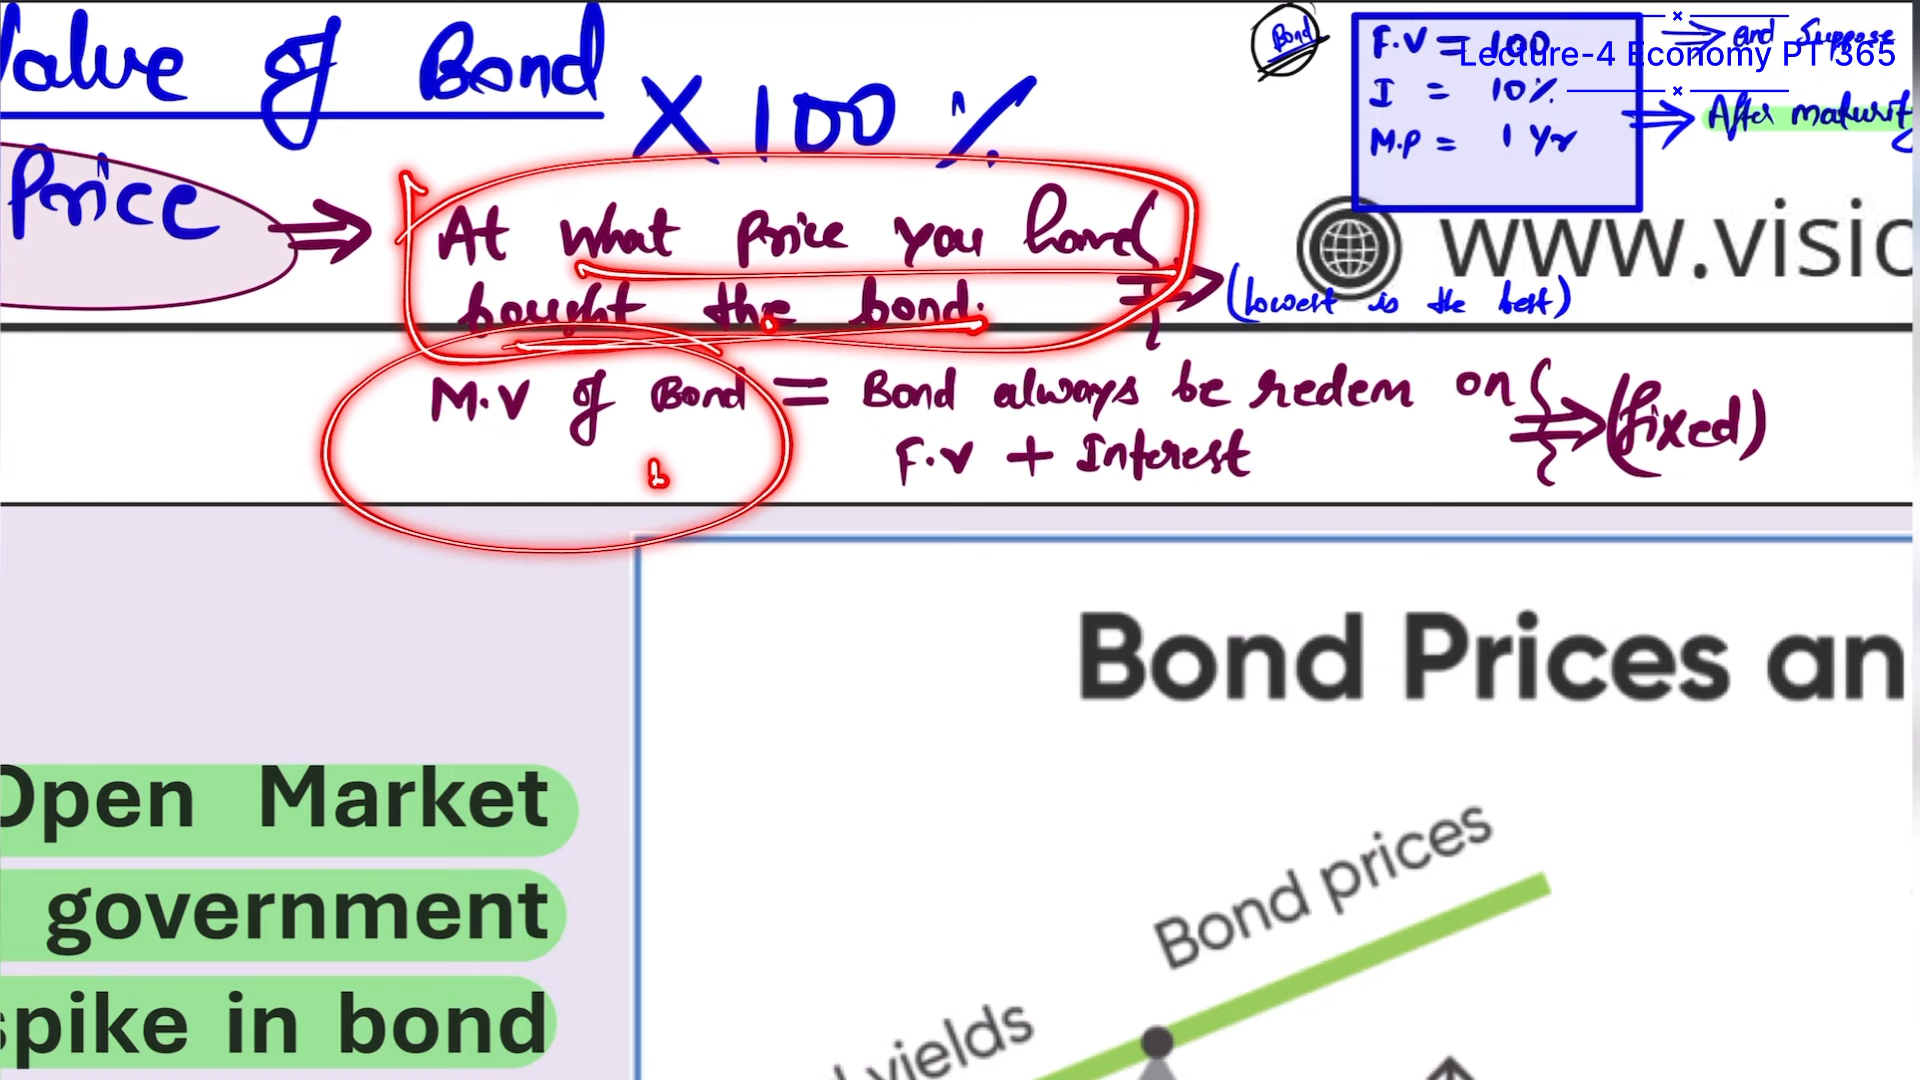 Value of Bond
X 100 %
Price
At what price you have
bought the bond.
(lowest is the best)
M.V of Bond = Bond always be redem on
F.V + Interest
(fixed)
Bond
F.V = 100
I = 10%
M.P = 1 Yr
and Suppose
After maturity
Lecture-4 Economy PT 365
www.visio
Open Market
government
spike in bond
Bond Prices an
Bond prices
d yields